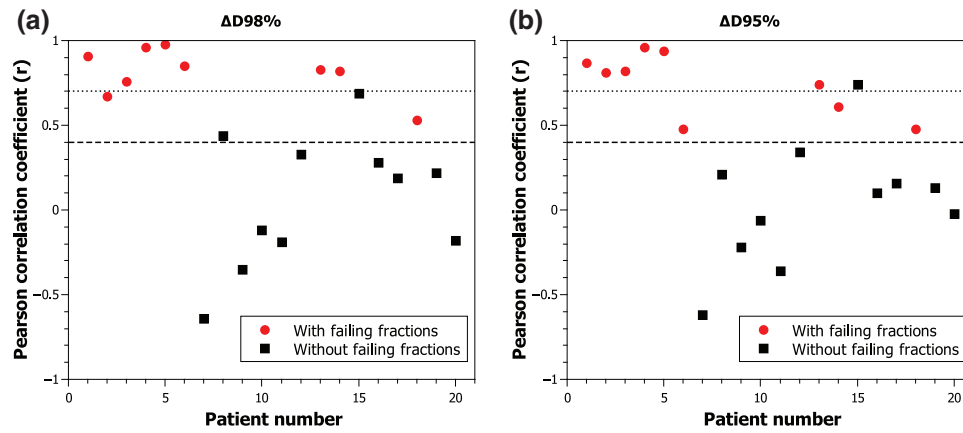 (a)
ΔD98%
Pearson correlation coefficient (r)
1
0.5
0
−0.5
−1
0 5 10 15 20
Patient number
With failing fractions
Without failing fractions
(b)
ΔD95%
Pearson correlation coefficient (r)
1
0.5
0
−0.5
−1
0 5 10 15 20
Patient number
With failing fractions
Without failing fractions